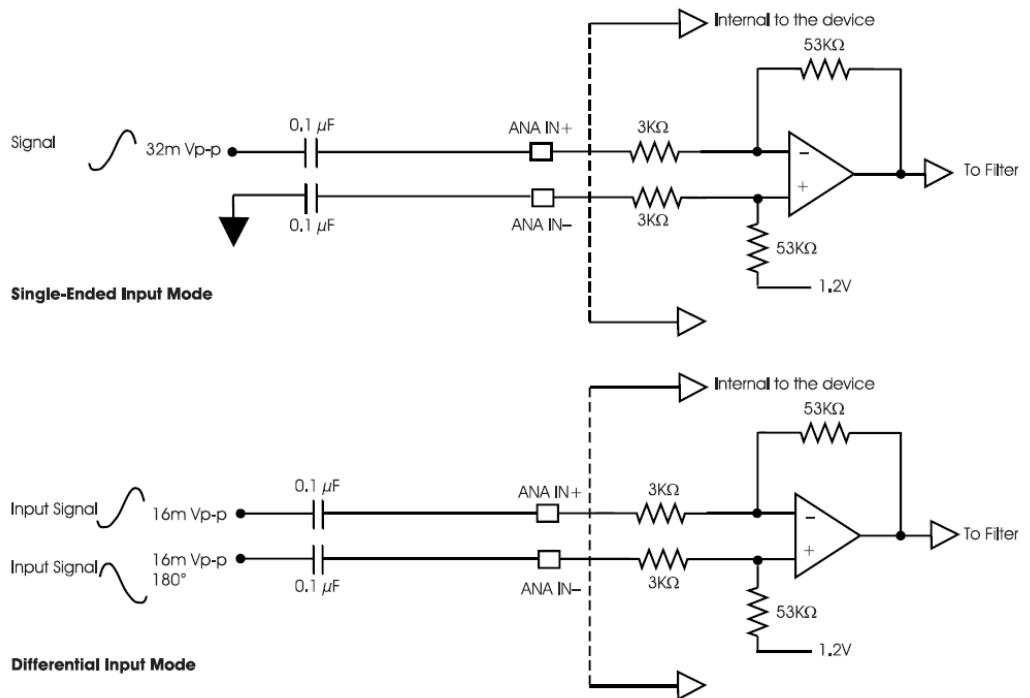 Internal to the device
53KΩ
Signal
32m Vp-p
0.1 µF
ANA IN+
3KΩ
−
+
To Filter
0.1 µF
ANA IN−
3KΩ
53KΩ
1.2V
Single-Ended Input Mode
Internal to the device
53KΩ
Input Signal
16m Vp-p
0.1 µF
ANA IN+
3KΩ
−
+
To Filter
Input Signal
16m Vp-p
180°
0.1 µF
ANA IN−
3KΩ
53KΩ
1.2V
Differential Input Mode